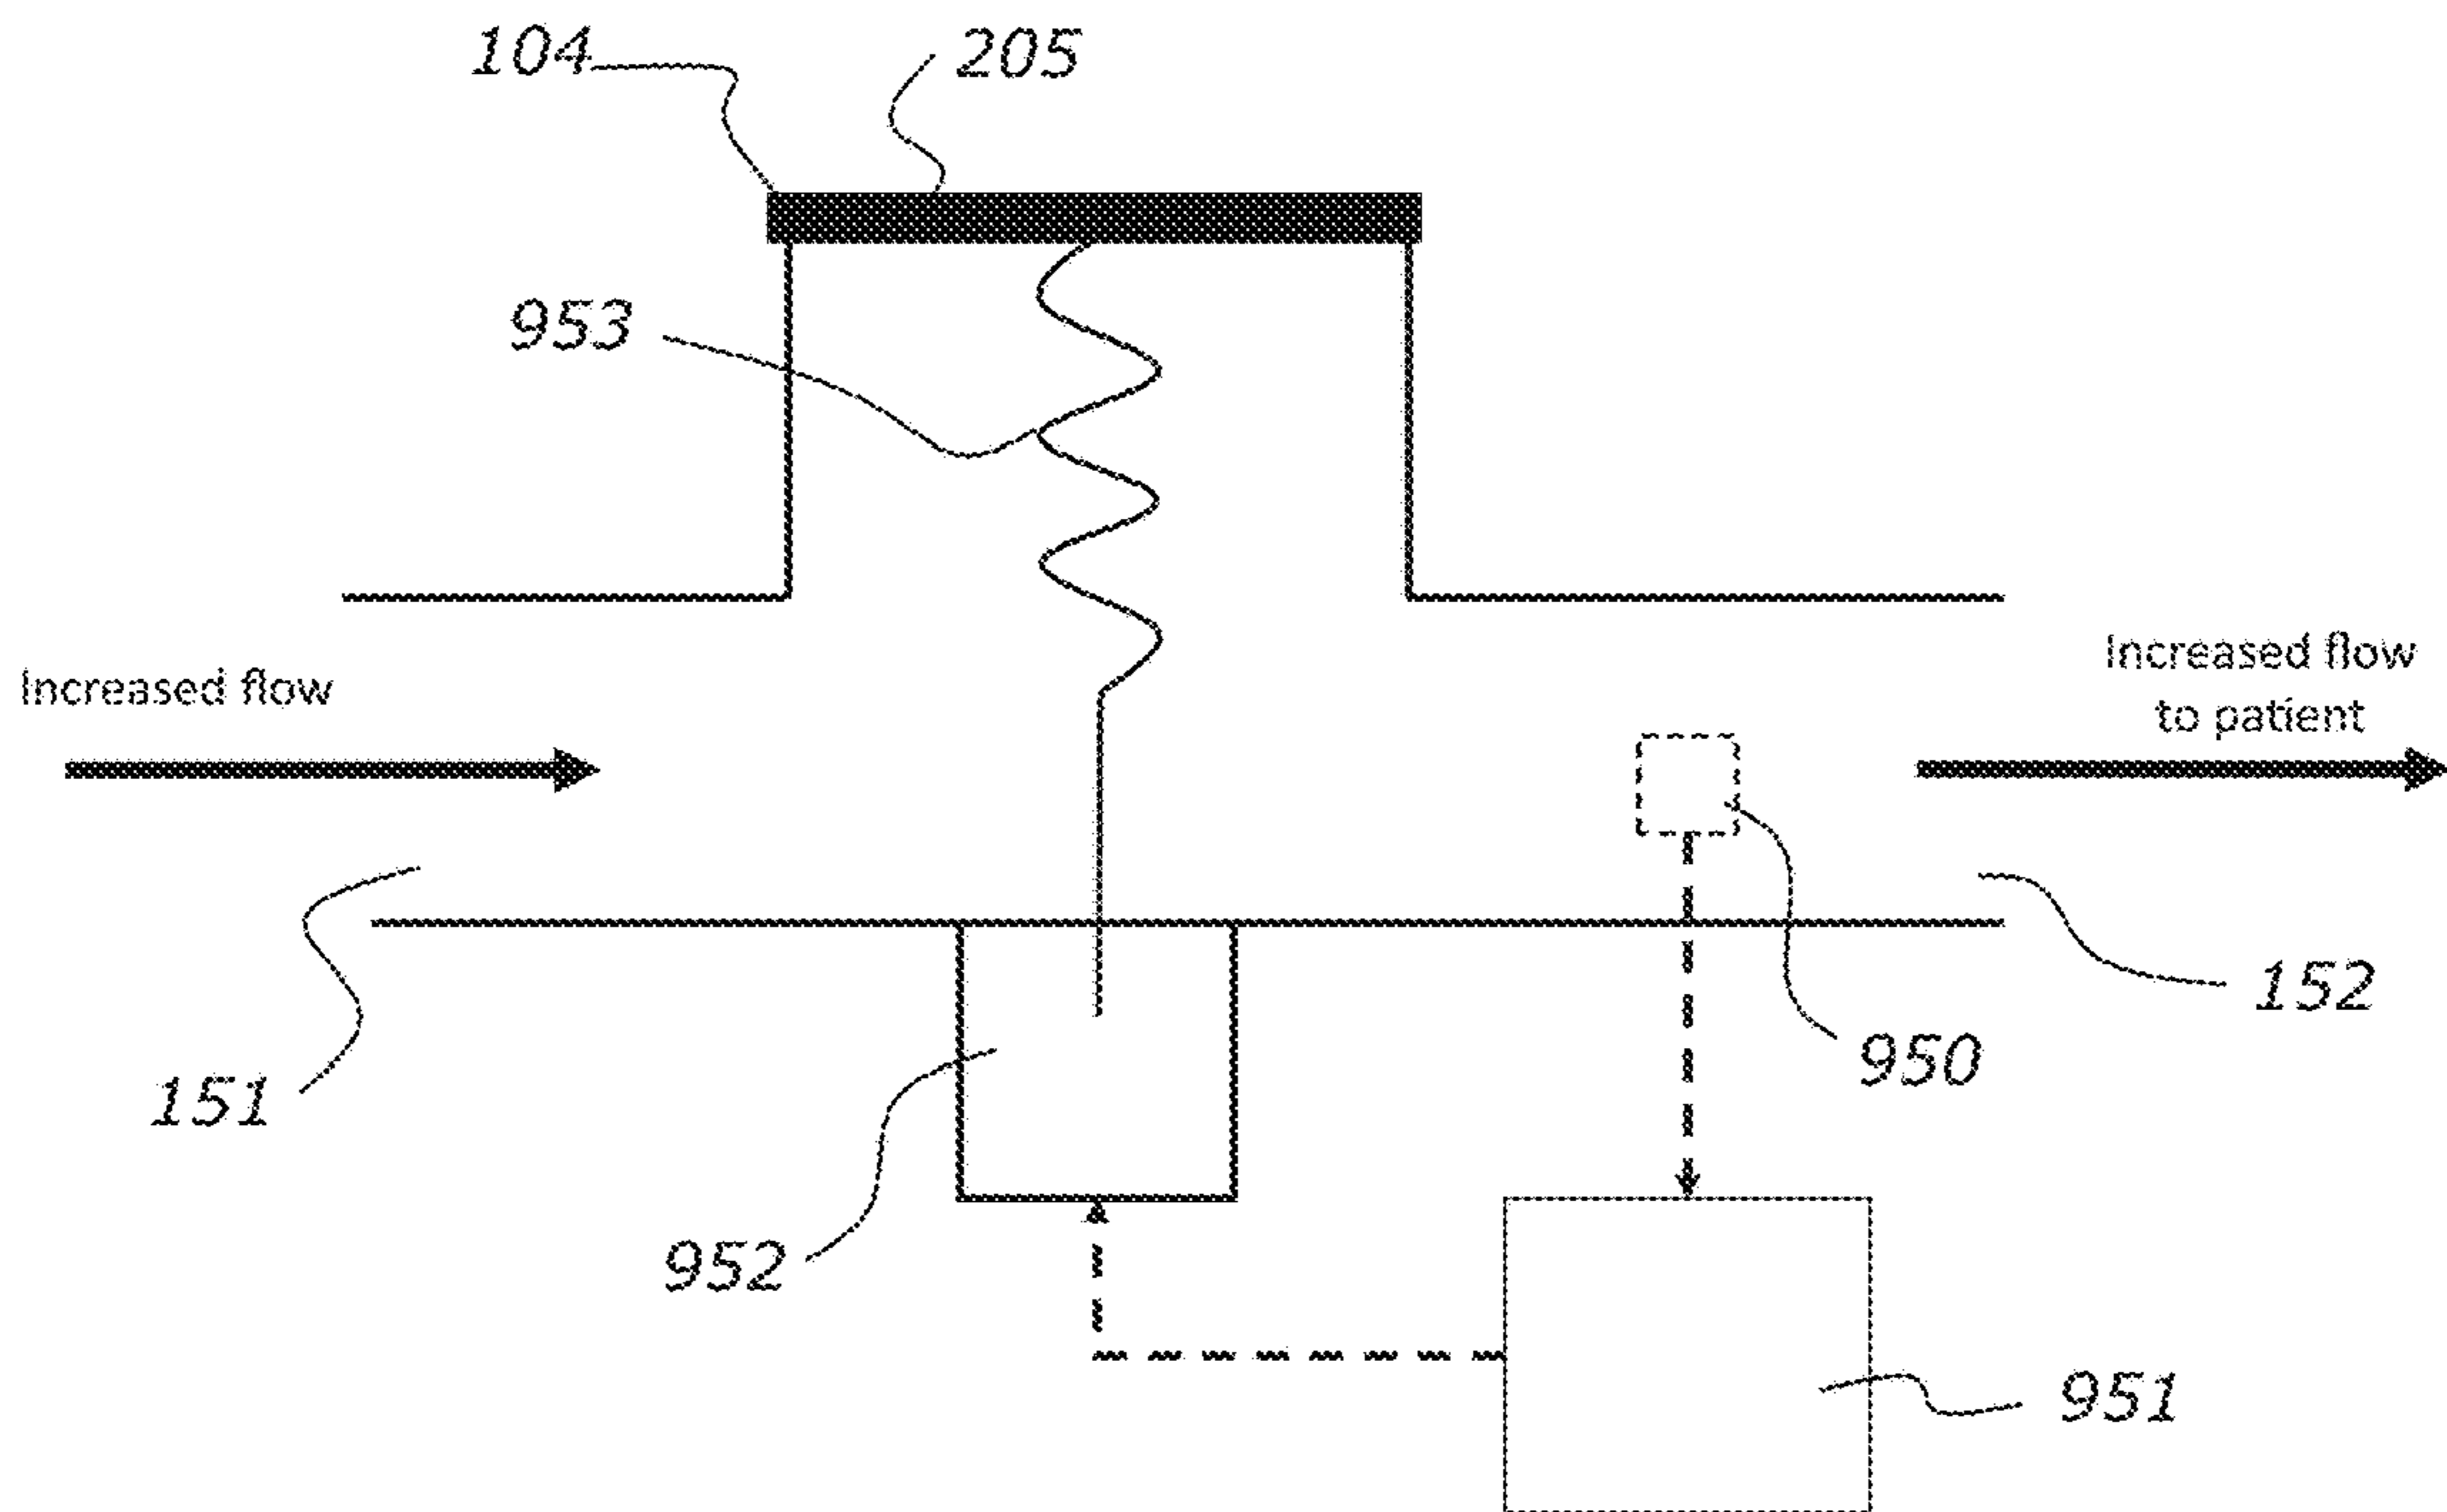 104
205
953
Increased flow
Increased flow
to patient
151
152
950
952
951